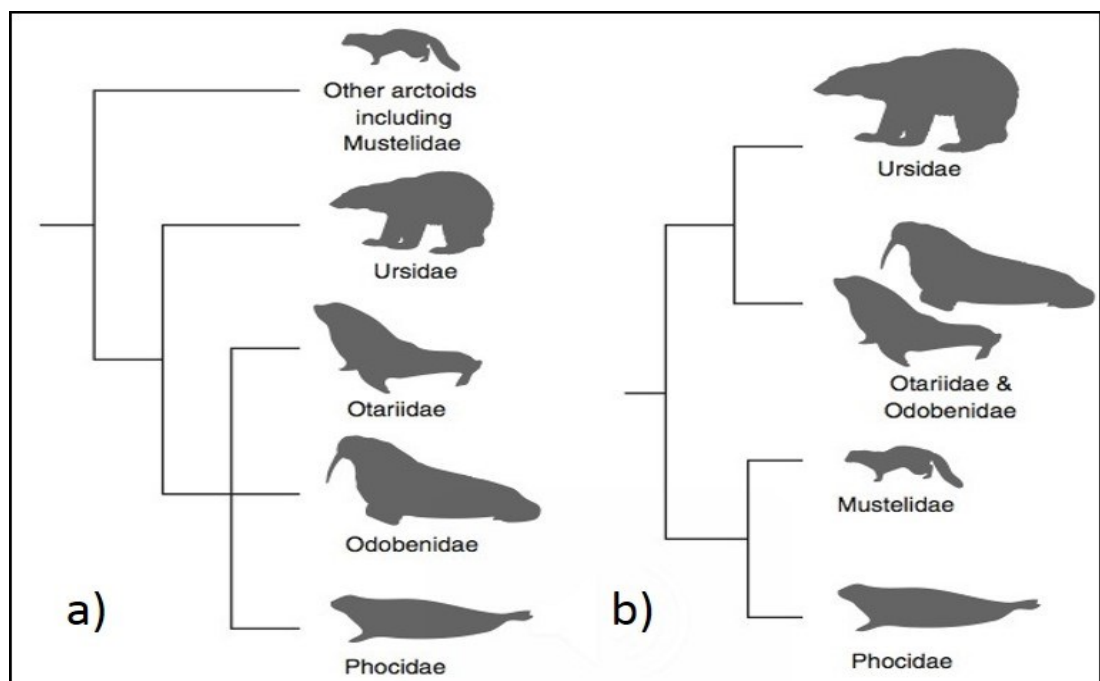 Other arctoids
including
Mustelidae
Ursidae
Otariidae
Odobenidae
Phocidae
a)
Ursidae
Otariidae &
Odobenidae
Mustelidae
Phocidae
b)